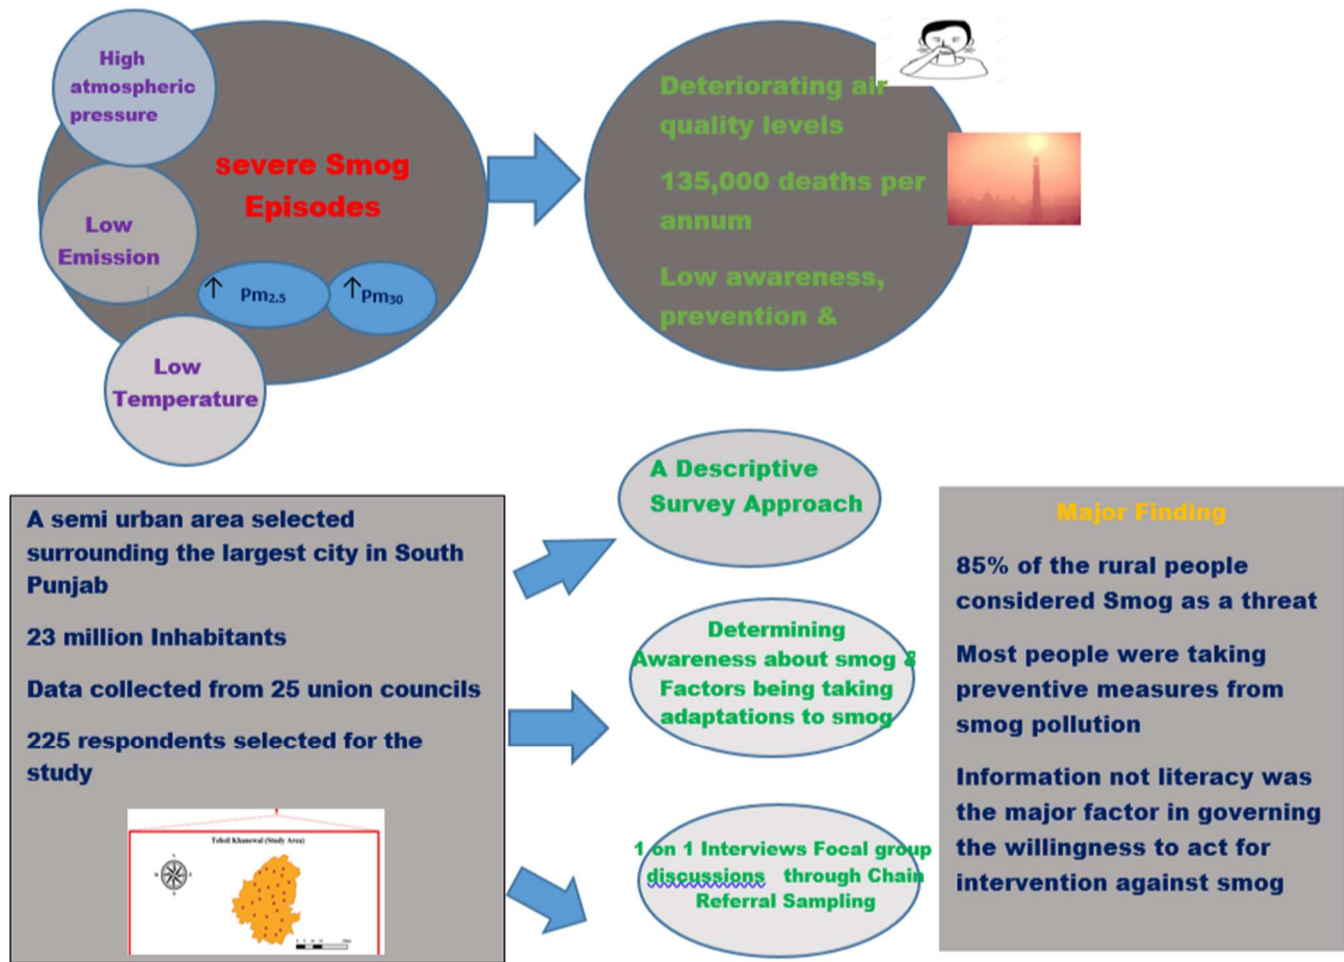 High
atmospheric
pressure
severe Smog
Episodes
Low
Emission
↑ Pm2.5
↑ Pm30
Low
Temperature
Deteriorating air
quality levels
135,000 deaths per
annum
Low awareness,
prevention &
A semi urban area selected
surrounding the largest city in South
Punjab
23 million Inhabitants
Data collected from 25 union councils
225 respondents selected for the
study
Tehsil Khanewal (Study Area)
A Descriptive
Survey Approach
Determining
Awareness about smog &
Factors being taking
adaptations to smog
1 on 1 Interviews Focal group
discussions through Chain
Referral Sampling
Major Finding
85% of the rural people
considered Smog as a threat
Most people were taking
preventive measures from
smog pollution
Information not literacy was
the major factor in governing
the willingness to act for
intervention against smog